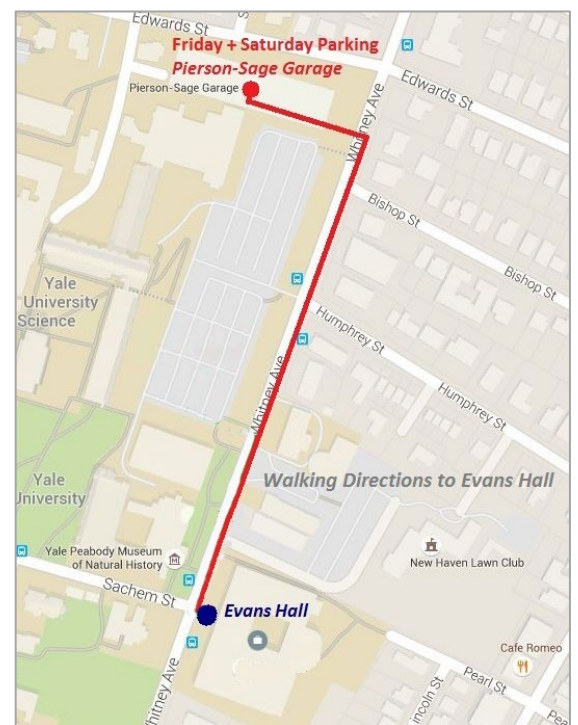 Edwards St
Friday + Saturday Parking
Pierson-Sage Garage
Pierson-Sage Garage
Edwards St
Whitney Ave
Bishop St
Bishop St
Yale
University
Science
Humphrey St
Humphrey St
Whitney Ave
Walking Directions to Evans Hall
Yale
University
Yale Peabody Museum
of Natural History
New Haven Lawn Club
Sachem St
Evans Hall
Cafe Romeo
Pearl St
Whitney Ave
Lincoln St